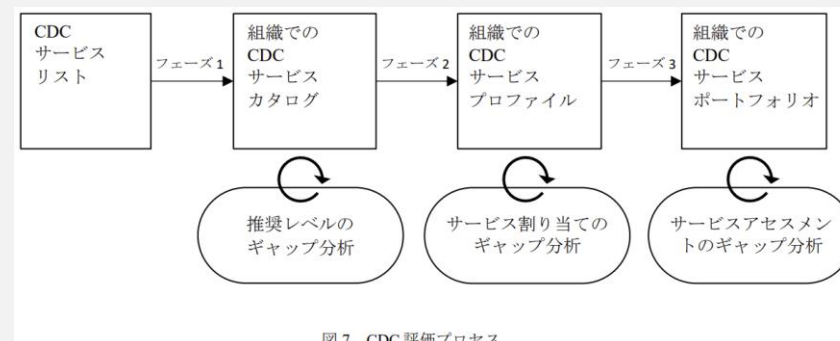 CDC
サービス
リスト
フェーズ 1
組織での
CDC
サービス
カタログ
フェーズ 2
組織での
CDC
サービス
プロファイル
フェーズ 3
組織での
CDC
サービス
ポートフォリオ
推奨レベルの
ギャップ分析
サービス割り当ての
ギャップ分析
サービスアセスメン
トのギャップ分析
図 7 CDC 評価プロセス